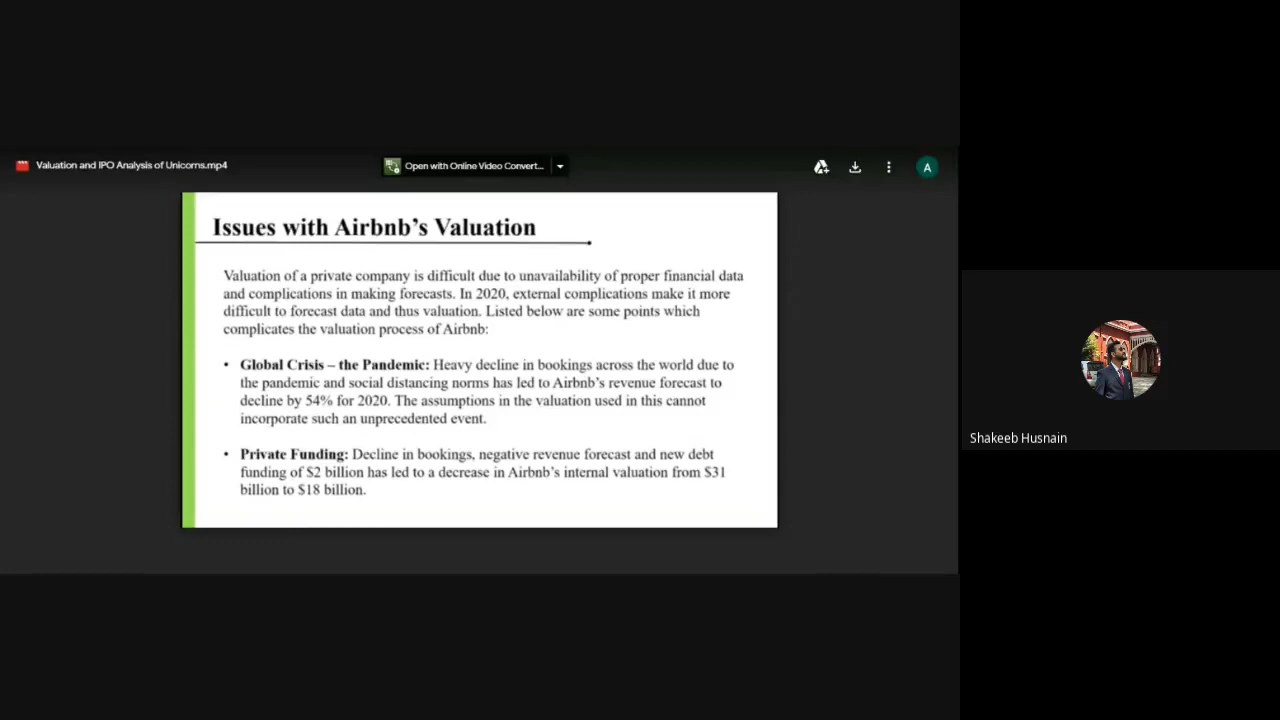 Valuation and IPO Analysis of Unicorns.mp4
Open with Online Video Convert...
A
Issues with Airbnb's Valuation
Valuation of a private company is difficult due to unavailability of proper financial data
and complications in making forecasts. In 2020, external complications make it more
difficult to forecast data and thus valuation. Listed below are some points which
complicates the valuation process of Airbnb:
• Global Crisis – the Pandemic: Heavy decline in bookings across the world due to
the pandemic and social distancing norms has led to Airbnb's revenue forecast to
decline by 54% for 2020. The assumptions in the valuation used in this cannot
incorporate such an unprecedented event.
• Private Funding: Decline in bookings, negative revenue forecast and new debt
funding of $2 billion has led to a decrease in Airbnb's internal valuation from $31
billion to $18 billion.
Shakeeb Husnain